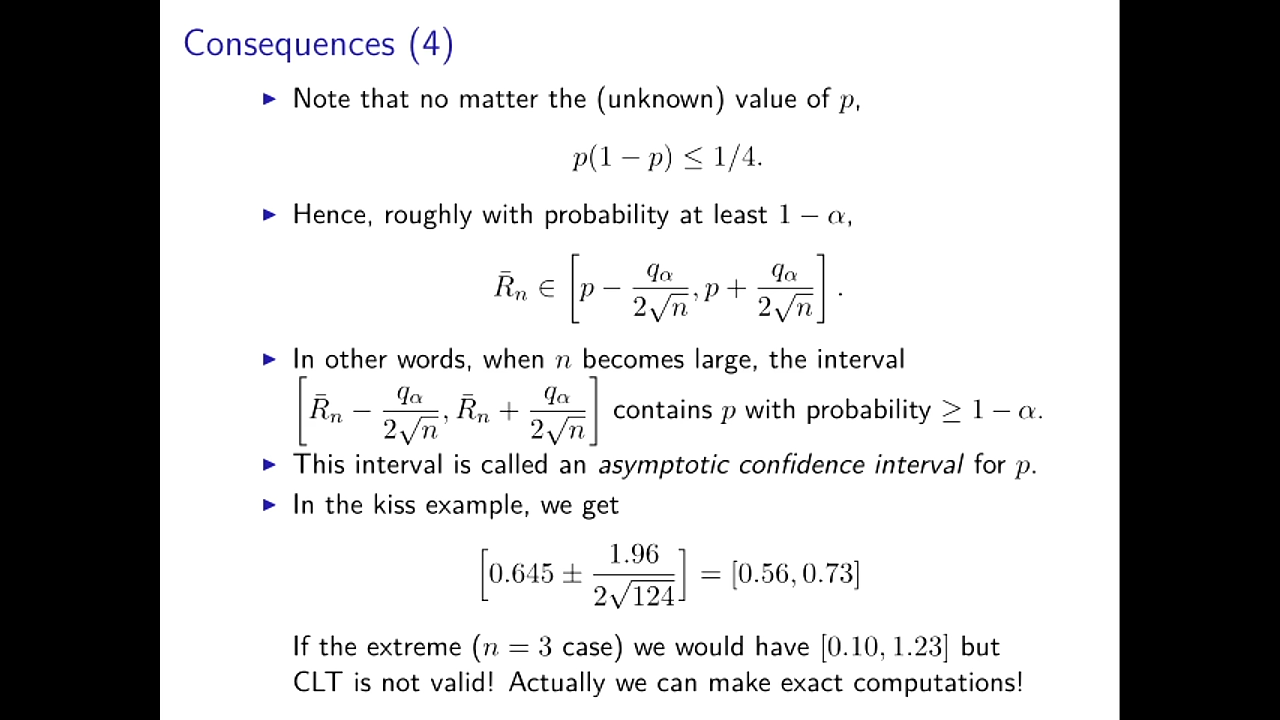 Consequences (4)
▶ Note that no matter the (unknown) value of p,
p(1 − p) ≤ 1/4.
▶ Hence, roughly with probability at least 1 − α,
R̄ₙ ∈ [p − qα/(2√n), p + qα/(2√n)].
▶ In other words, when n becomes large, the interval
[R̄ₙ − qα/(2√n), R̄ₙ + qα/(2√n)] contains p with probability ≥ 1 − α.
▶ This interval is called an asymptotic confidence interval for p.
▶ In the kiss example, we get
[0.645 ± 1.96/(2√124)] = [0.56, 0.73]
If the extreme (n = 3 case) we would have [0.10, 1.23] but
CLT is not valid! Actually we can make exact computations!